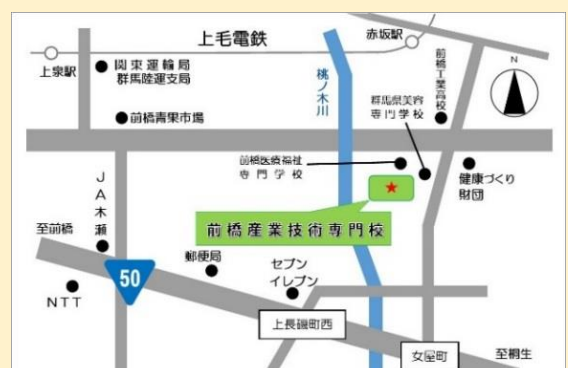 上毛電鉄
赤坂駅
上泉駅
関東運輸局
群馬陸運支局
前橋青果市場
桃ノ木川
前橋工業高校
群馬県美容
専門学校
N
前橋医療福祉
専門学校
健康づくり
財団
JA木瀬
至前橋
前橋産業技術専門校
50
郵便局
セブン
イレブン
NTT
上長磯町西
女屋町
至桐生